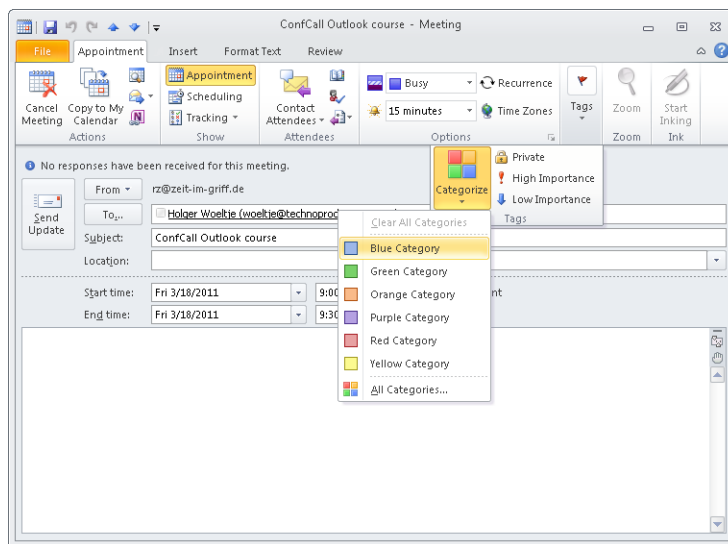 ConfCall Outlook course - Meeting
File Appointment Insert Format Text Review
Cancel Meeting
Copy to My Calendar
Actions
Appointment
Scheduling
Tracking
Show
Contact Attendees
Attendees
Busy
Recurrence
15 minutes
Time Zones
Options
Tags
Zoom
Zoom
Start Inking
Ink
Categorize
Private
High Importance
Low Importance
Tags
No responses have been received for this meeting.
Send Update
From
rz@zeit-im-griff.de
To...
Holger Woeltje (woeltje@technoprod
Subject:
ConfCall Outlook course
Location:
Start time:
Fri 3/18/2011
9:00
nt
End time:
Fri 3/18/2011
9:30
Clear All Categories
Blue Category
Green Category
Orange Category
Purple Category
Red Category
Yellow Category
All Categories...